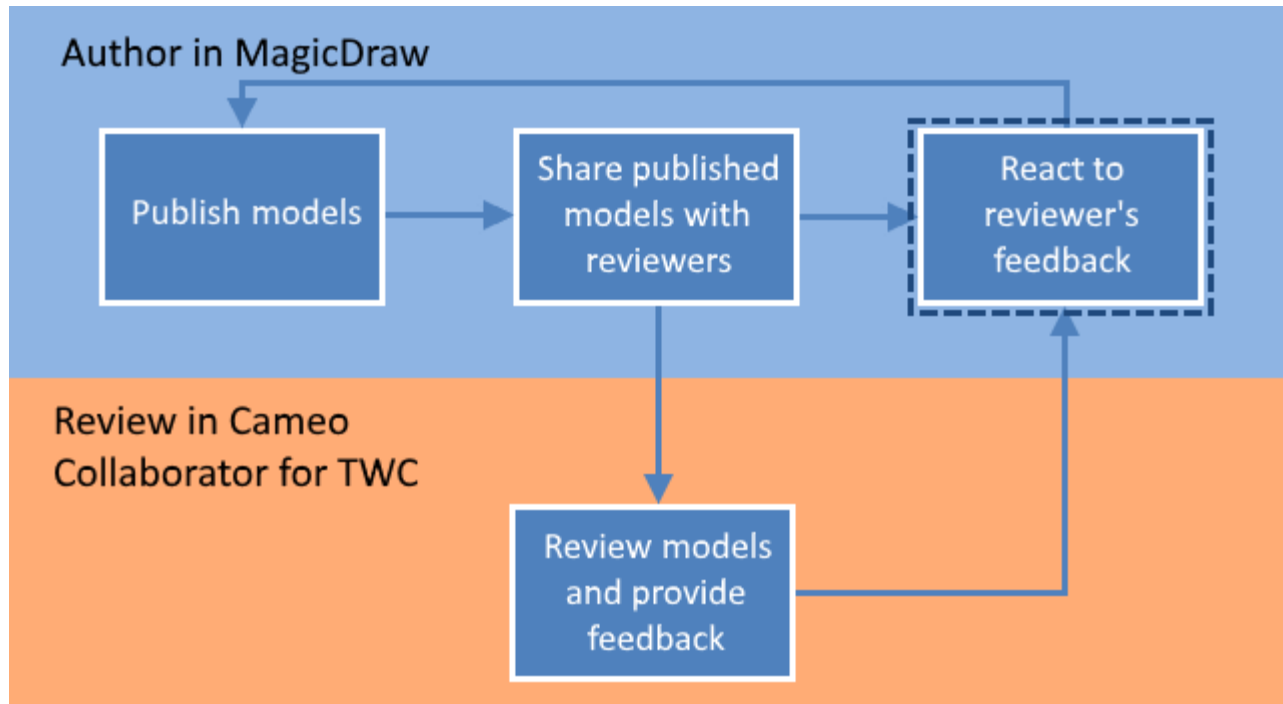 Author in MagicDraw
Publish models
Share published
models with
reviewers
React to
reviewer's
feedback
Review in Cameo
Collaborator for TWC
Review models
and provide
feedback